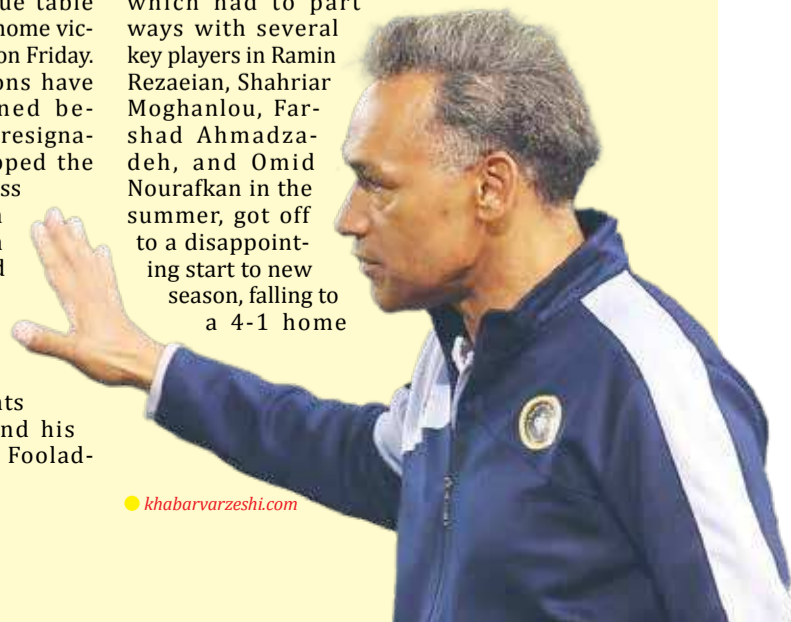 ue table
home vic-
on Friday.
ons have
ned be-
resigna-
pped the
ss
d
nts
nd his
Foolad-
which had to part
ways with several
key players in Ramin
Rezaeian, Shahriar
Moghanlou, Far-
shad Ahmadza-
deh, and Omid
Nourafkan in the
summer, got off
to a disappoint-
ing start to new
season, falling to
a 4-1 home
khabarvarzeshi.com